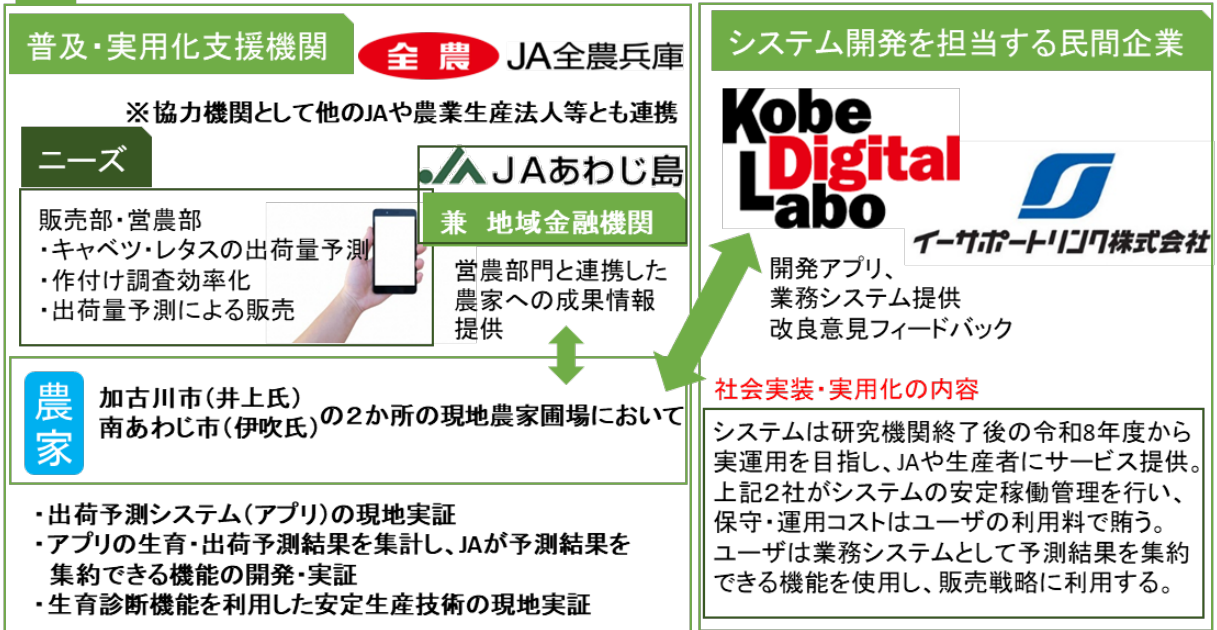 普及・実用化支援機関
全農 JA全農兵庫
※協力機関として他のJAや農業生産法人等とも連携
ニーズ
販売部・営農部
・キャベツ・レタスの出荷量予測
・作付け調査効率化
・出荷量予測による販売
JAあわじ島
兼 地域金融機関
営農部門と連携した
農家への成果情報
提供
農家
加古川市(井上氏)
南あわじ市(伊吹氏)
の2か所の現地農家圃場において
・出荷予測システム(アプリ)の現地実証
・アプリの生育・出荷予測結果を集計し、JAが予測結果を
集約できる機能の開発・実証
・生育診断機能を利用した安定生産技術の現地実証
システム開発を担当する民間企業
Kobe
Digital
Labo
イーサポートリンク株式会社
開発アプリ、
業務システム提供
改良意見フィードバック
社会実装・実用化の内容
システムは研究機関終了後の令和8年度から
実運用を目指し、JAや生産者にサービス提供。
上記2社がシステムの安定稼働管理を行い、
保守・運用コストはユーザの利用料で賄う。
ユーザは業務システムとして予測結果を集約
できる機能を使用し、販売戦略に利用する。